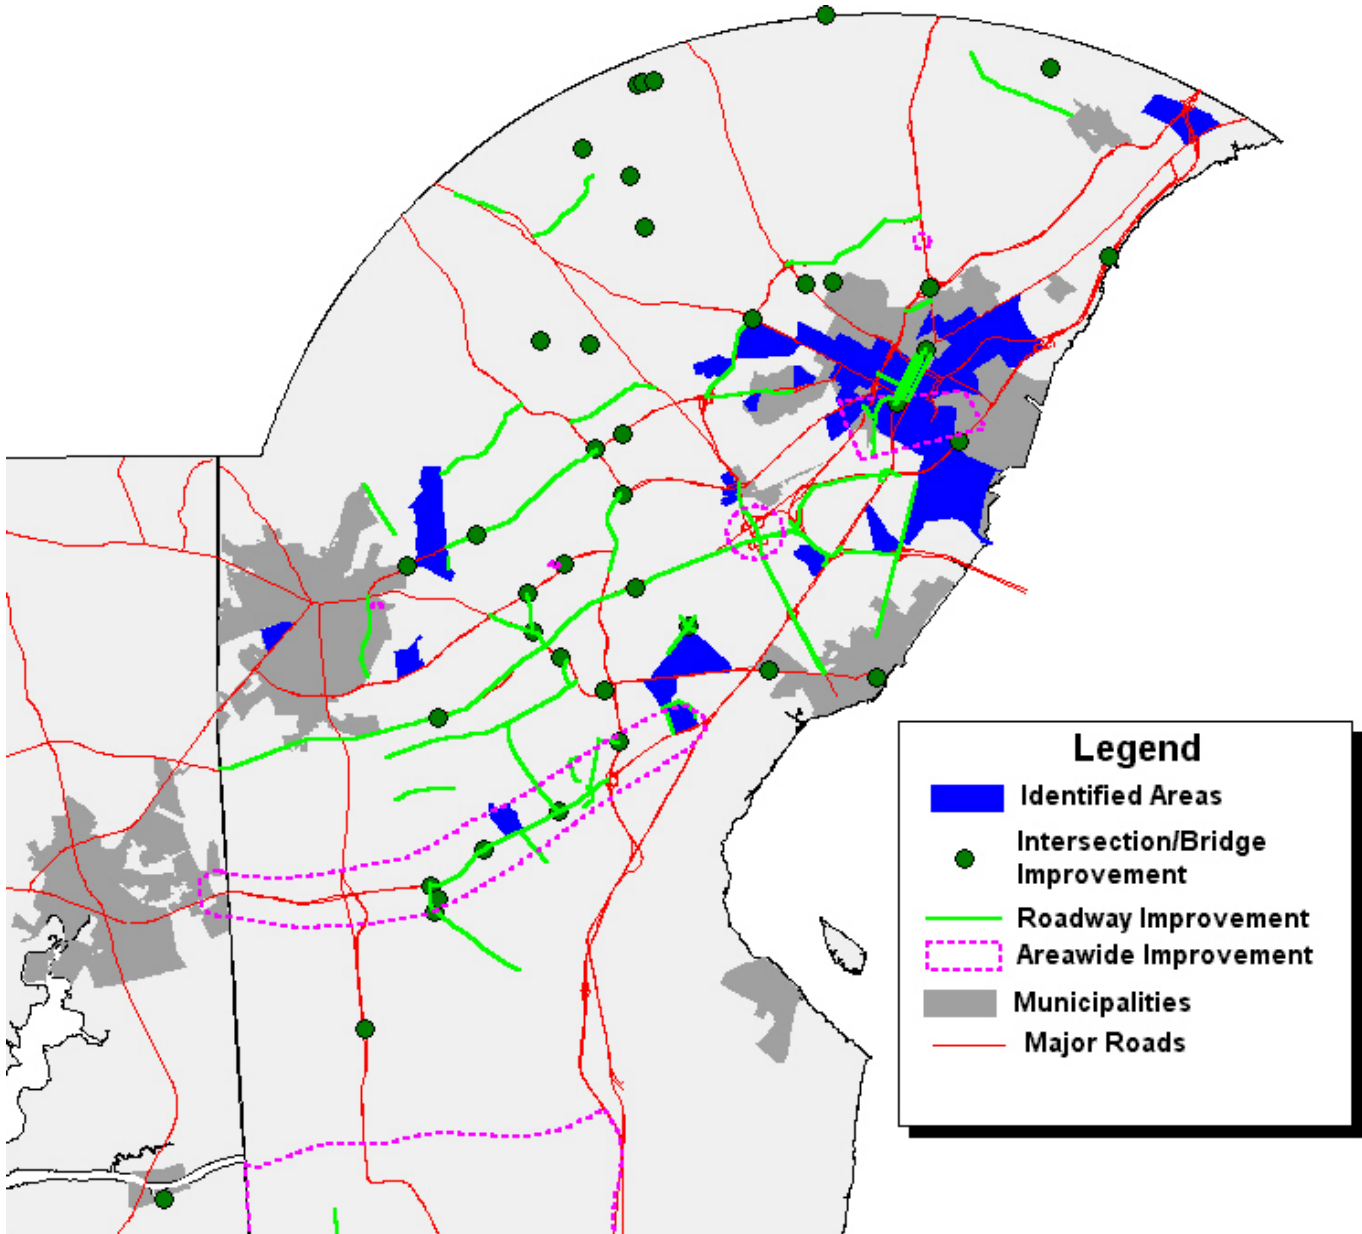 Legend
Identified Areas
Intersection/Bridge
Improvement
Roadway Improvement
Areawide Improvement
Municipalities
Major Roads